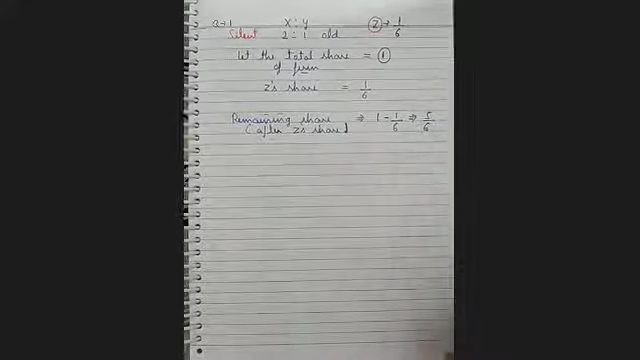 Q → 1 X : Y (Z) → 1/6
Silent 2 : 1 old
let the total share = (1)
of firm
Z's share = 1/6
Remaining share ⇒ 1 - 1/6 ⇒ 5/6
(after Z's share)